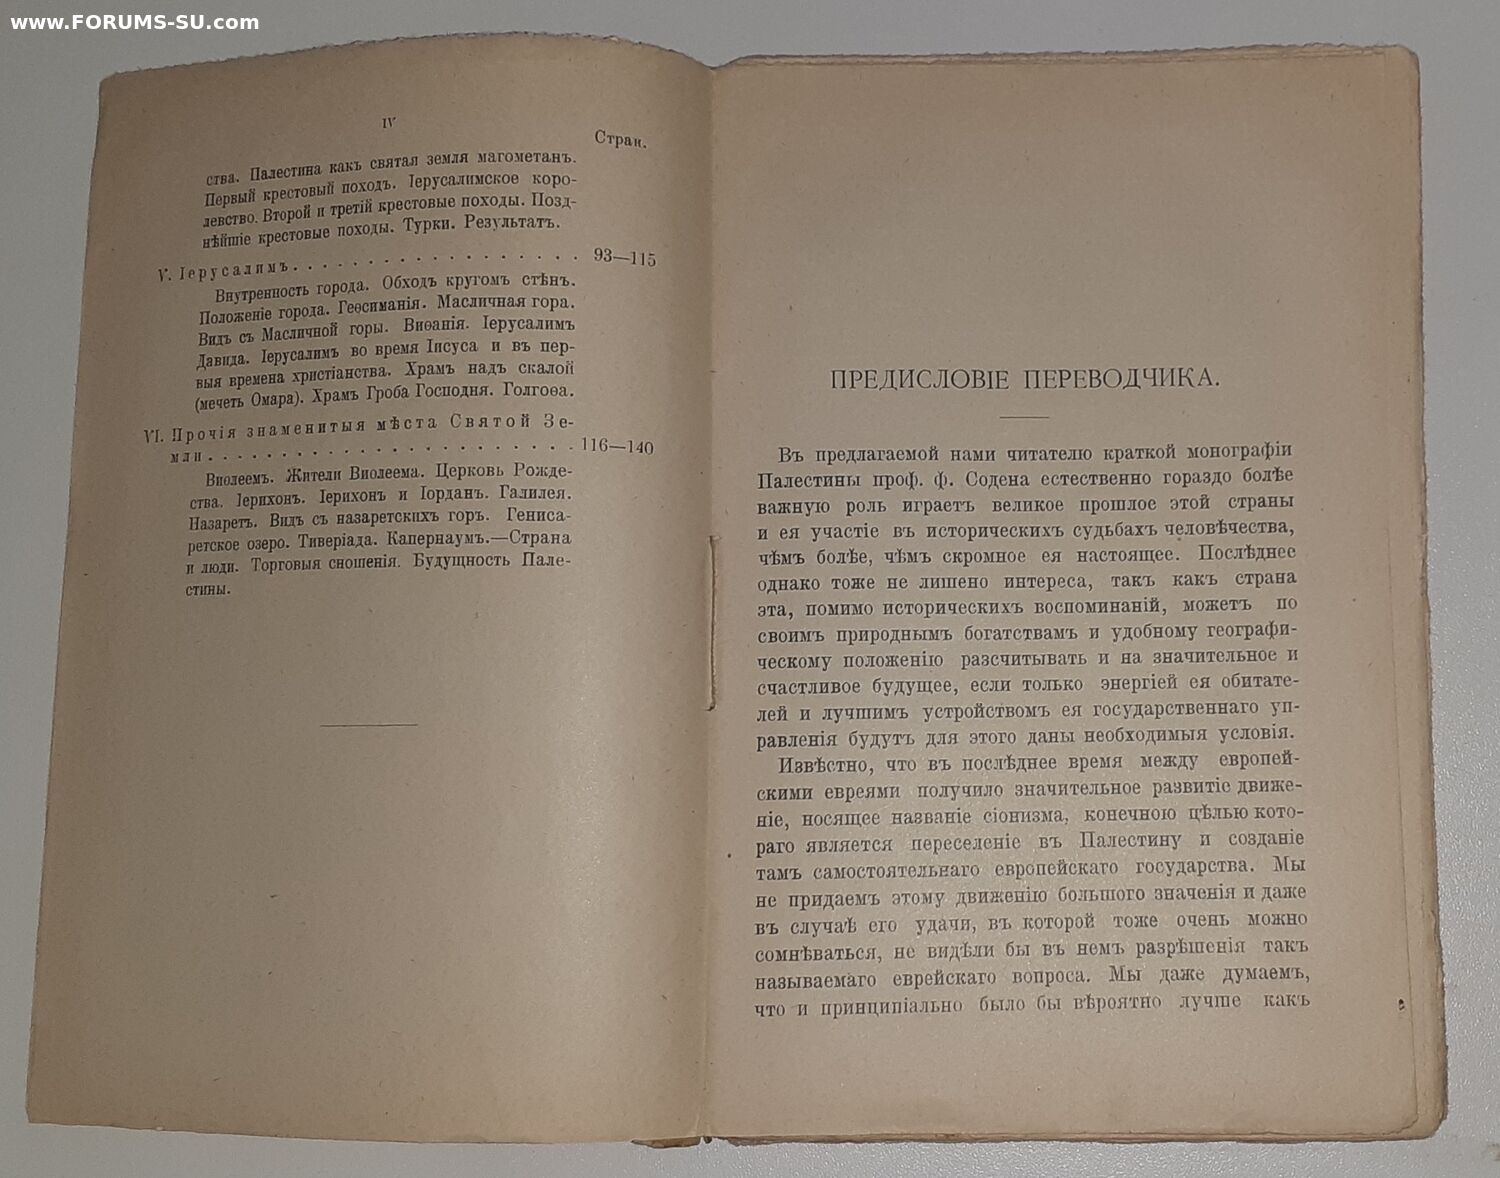 www.FORUMS-SU.com
IV
Стран.
ства. Палестина какъ святая земля магометанъ.
Первый крестовый походъ. Іерусалимское коро-
левство. Второй и третій крестовые походы. Позд-
нѣйшіе крестовые походы. Турки. Результатъ.
V. Іерусалимъ. . . . . . . . . . . . . . . . . . 93—115
Внутренность города. Обходъ кругомъ стѣнъ.
Положеніе города. Геѳсиманія. Масличная гора.
Видъ съ Масличной горы. Виѳанія. Іерусалимъ
Давида. Іерусалимъ во время Іисуса и въ пер-
выя времена христіанства. Храмъ надъ скалой
(мечеть Омара). Храмъ Гроба Господня. Голгоѳа.
VI. Прочія знаменитыя мѣста Святой Зе-
мли. . . . . . . . . . . . . . . . . . . . . . 116—140
Виѳлеемъ. Жители Виѳлеема. Церковь Рожде-
ства. Іерихонъ. Іерихонъ и Іорданъ. Галилея.
Назаретъ. Видъ съ назаретскихъ горъ. Гениса-
ретское озеро. Тиверіада. Капернаумъ.—Страна
и люди. Торговыя сношенія. Будущность Пале-
стины.
ПРЕДИСЛОВІЕ ПЕРЕВОДЧИКА.
Въ предлагаемой нами читателю краткой монографіи
Палестины проф. ф. Содена естественно гораздо болѣе
важную роль играетъ великое прошлое этой страны
и ея участіе въ историческихъ судьбахъ человѣчества,
чѣмъ болѣе, чѣмъ скромное ея настоящее. Послѣднее
однако тоже не лишено интереса, такъ какъ страна
эта, помимо историческихъ воспоминаній, можетъ по
своимъ природнымъ богатствамъ и удобному географи-
ческому положенію разсчитывать и на значительное и
счастливое будущее, если только энергіей ея обитате-
лей и лучшимъ устройствомъ ея государственнаго уп-
равленія будутъ для этого даны необходимыя условія.
Извѣстно, что въ послѣднее время между европей-
скими евреями получило значительное развитіе движе-
ніе, носящее названіе сіонизма, конечною цѣлью кото-
раго является переселеніе въ Палестину и созданіе
тамъ самостоятельнаго европейскаго государства. Мы
не придаемъ этому движенію большого значенія и даже
въ случаѣ его удачи, въ которой тоже очень можно
сомнѣваться, не видѣли бы въ немъ разрѣшенія такъ
называемаго еврейскаго вопроса. Мы даже думаемъ,
что и принципіально было бы вѣроятно лучше какъ